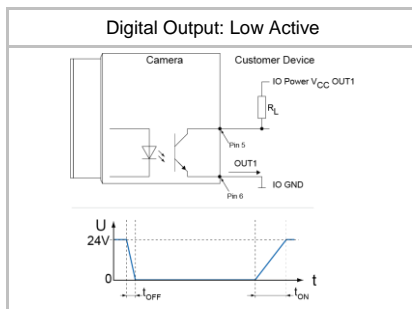 Digital Output: Low Active
Camera
Customer Device
IO Power VCC OUT1
RL
Pin 5
OUT1
IO GND
Pin 6
U
24V
0
t
tOFF
tON